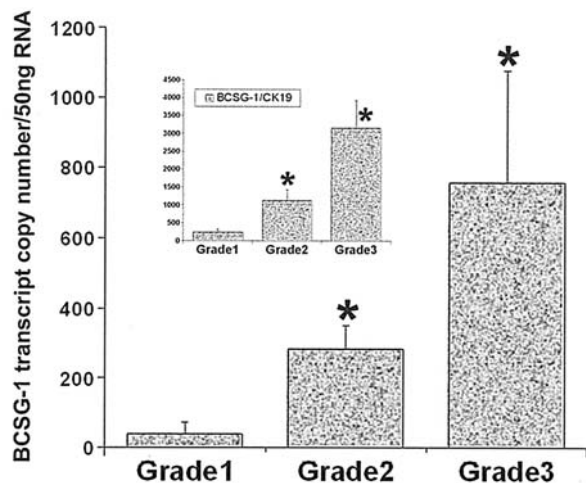 BCSG-1 transcript copy number/50ng RNA
1200
1000
800
600
400
200
0
*
*
Grade1
Grade2
Grade3
BCSG-1/CK19
4500
4000
3500
3000
2500
2000
1500
1000
500
0
*
*
Grade1
Grade2
Grade3